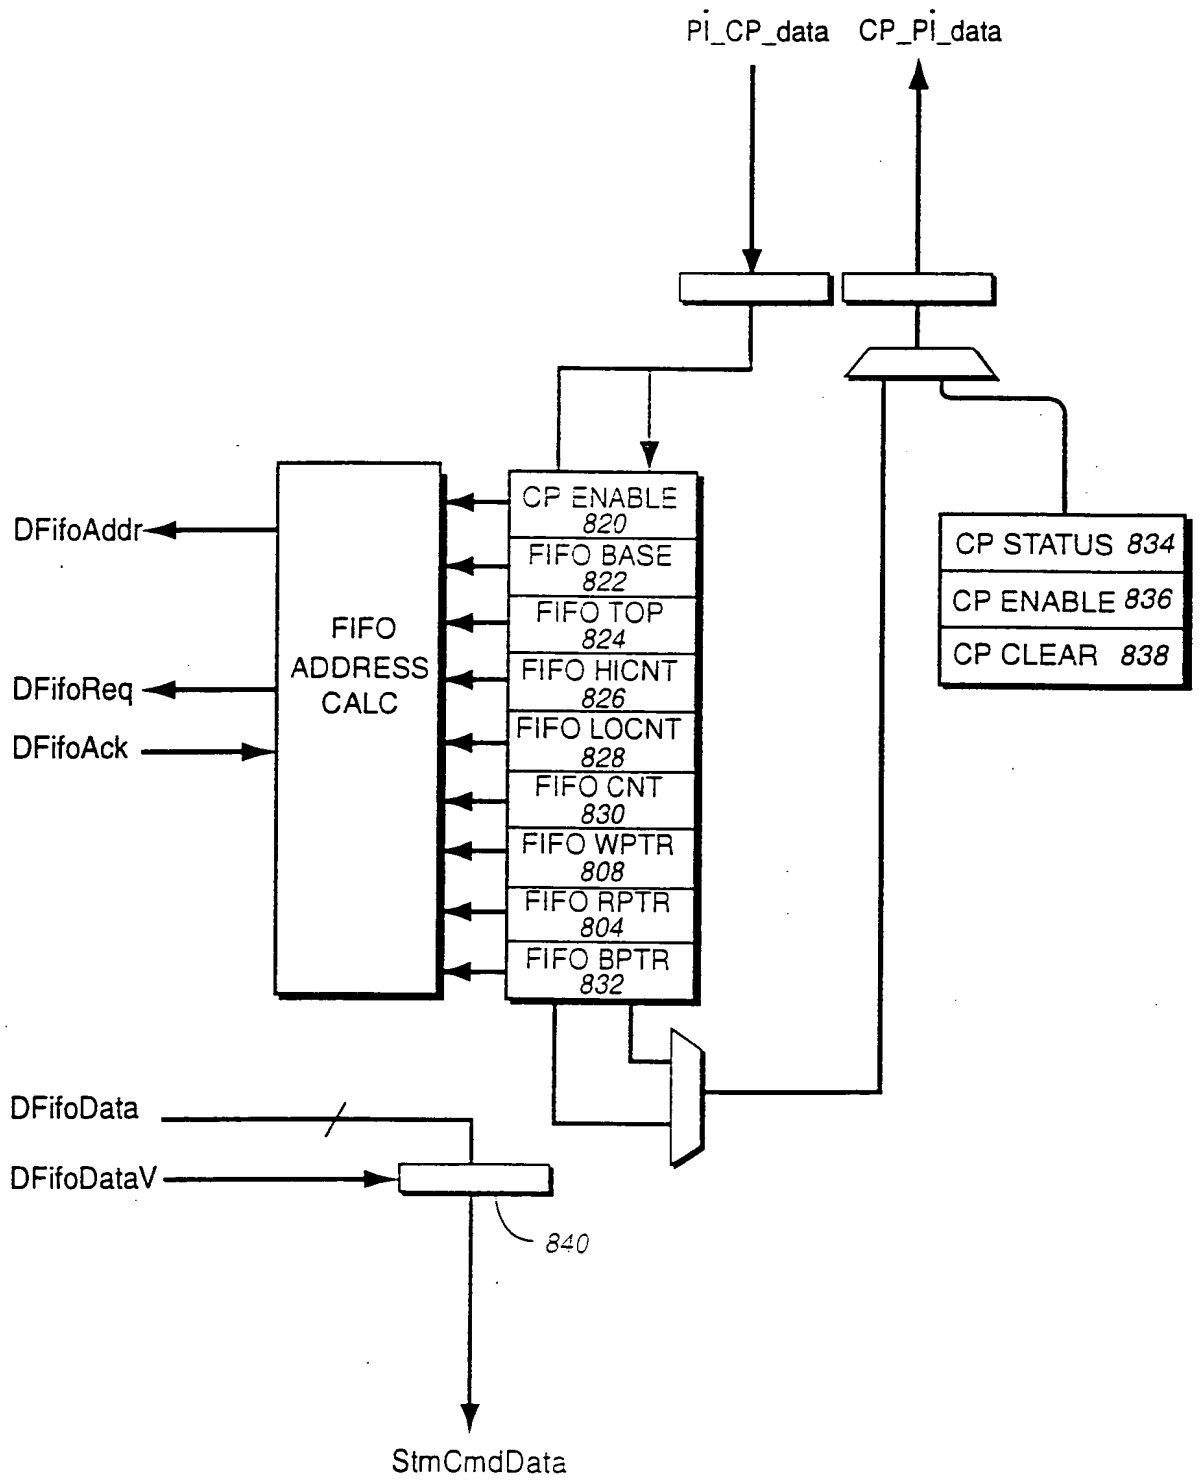 Pi_CP_data
CP_Pi_data
CP ENABLE
820
FIFO BASE
822
FIFO TOP
824
FIFO HICNT
826
FIFO LOCNT
828
FIFO CNT
830
FIFO WPTR
808
FIFO RPTR
804
FIFO BPTR
832
CP STATUS 834
CP ENABLE 836
CP CLEAR 838
FIFO
ADDRESS
CALC
DFifoAddr
DFifoReq
DFifoAck
DFifoData
DFifoDataV
840
StmCmdData